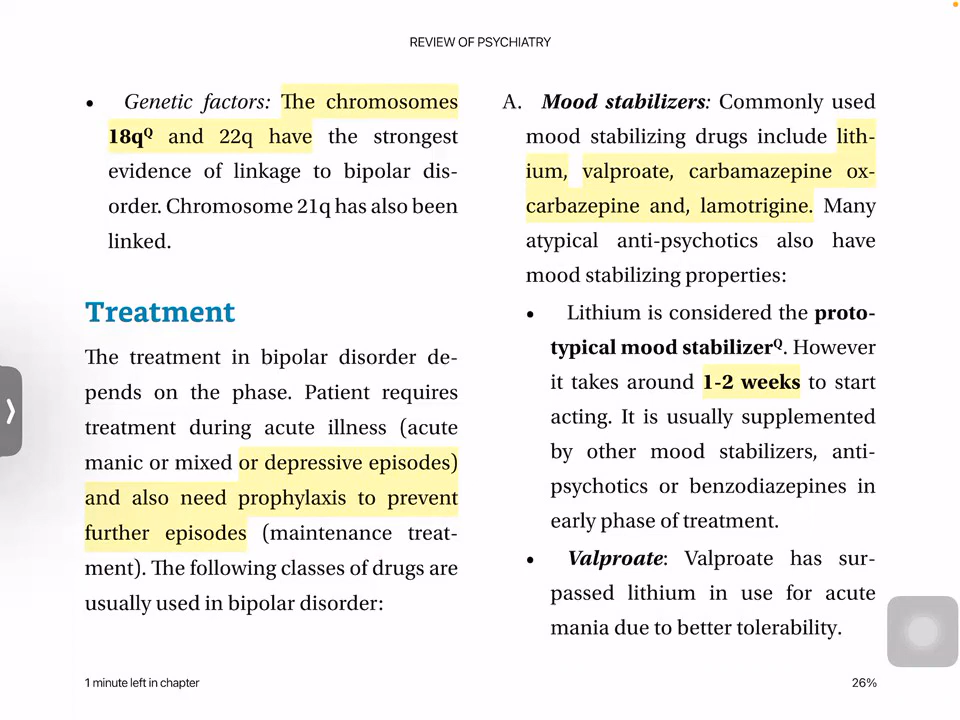 REVIEW OF PSYCHIATRY
• Genetic factors: The chromosomes
18qQ and 22q have the strongest
evidence of linkage to bipolar dis-
order. Chromosome 21q has also been
linked.
Treatment
The treatment in bipolar disorder de-
pends on the phase. Patient requires
treatment during acute illness (acute
manic or mixed or depressive episodes)
and also need prophylaxis to prevent
further episodes (maintenance treat-
ment). The following classes of drugs are
usually used in bipolar disorder:
A. Mood stabilizers: Commonly used
mood stabilizing drugs include lith-
ium, valproate, carbamazepine ox-
carbazepine and, lamotrigine. Many
atypical anti-psychotics also have
mood stabilizing properties:
• Lithium is considered the proto-
typical mood stabilizerQ. However
it takes around 1-2 weeks to start
acting. It is usually supplemented
by other mood stabilizers, anti-
psychotics or benzodiazepines in
early phase of treatment.
• Valproate: Valproate has sur-
passed lithium in use for acute
mania due to better tolerability.
1 minute left in chapter
26%